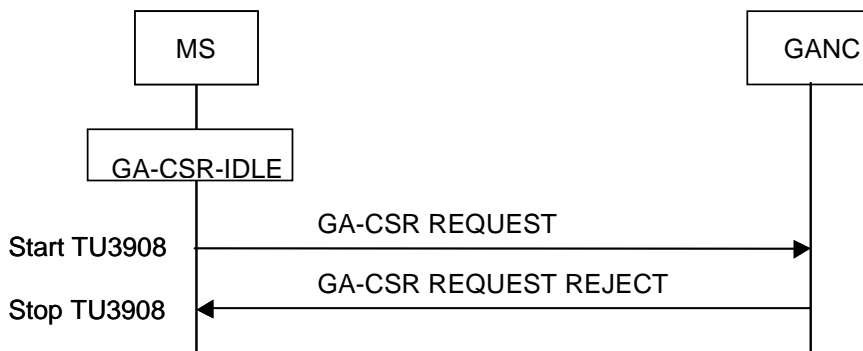 MS
GANC
GA-CSR-IDLE
GA-CSR REQUEST
Start TU3908
GA-CSR REQUEST REJECT
Stop TU3908